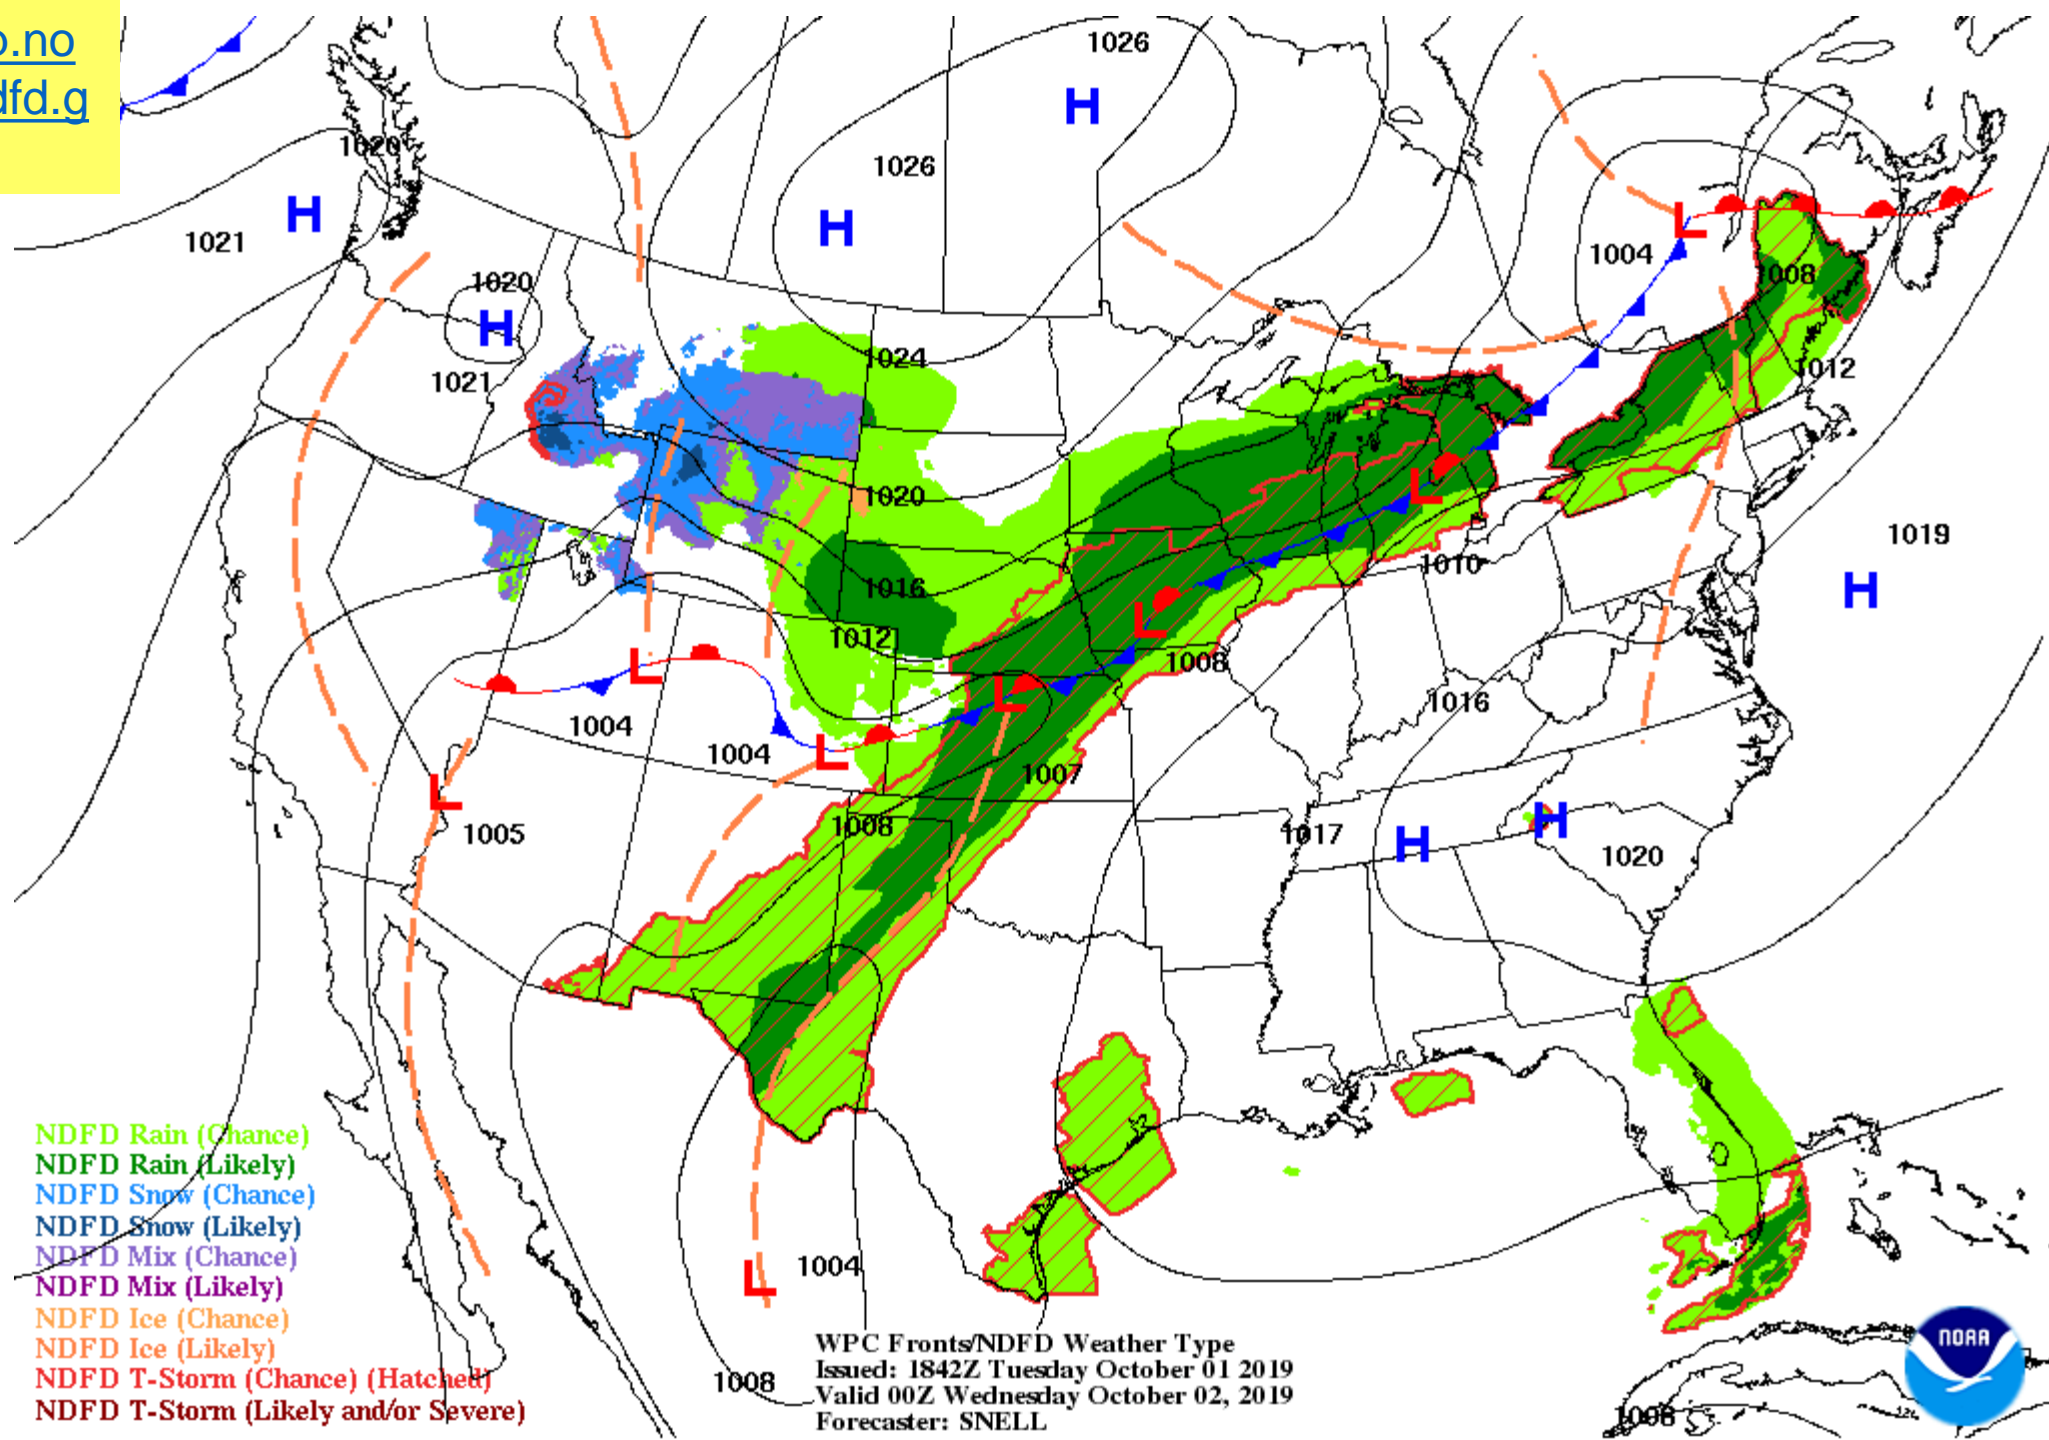 o.no
dfd.g
1026
H
1026
H
1020
H
1021
L
1004
1008
1020
H
1021
1024
1012
1020
L
1019
1016
1010
H
L
1012
1008
L
L
1016
1004
1004
L
1007
L
1005
1008
1017
H
H
1020
NDFD Rain (Chance)
NDFD Rain (Likely)
NDFD Snow (Chance)
NDFD Snow (Likely)
NDFD Mix (Chance)
NDFD Mix (Likely)
NDFD Ice (Chance)
NDFD Ice (Likely)
NDFD T-Storm (Chance) (Hatched)
NDFD T-Storm (Likely and/or Severe)
L
1004
1008
WPC Fronts/NDFD Weather Type
Issued: 1842Z Tuesday October 01 2019
Valid 00Z Wednesday October 02, 2019
Forecaster: SNELL
NOAA
1008